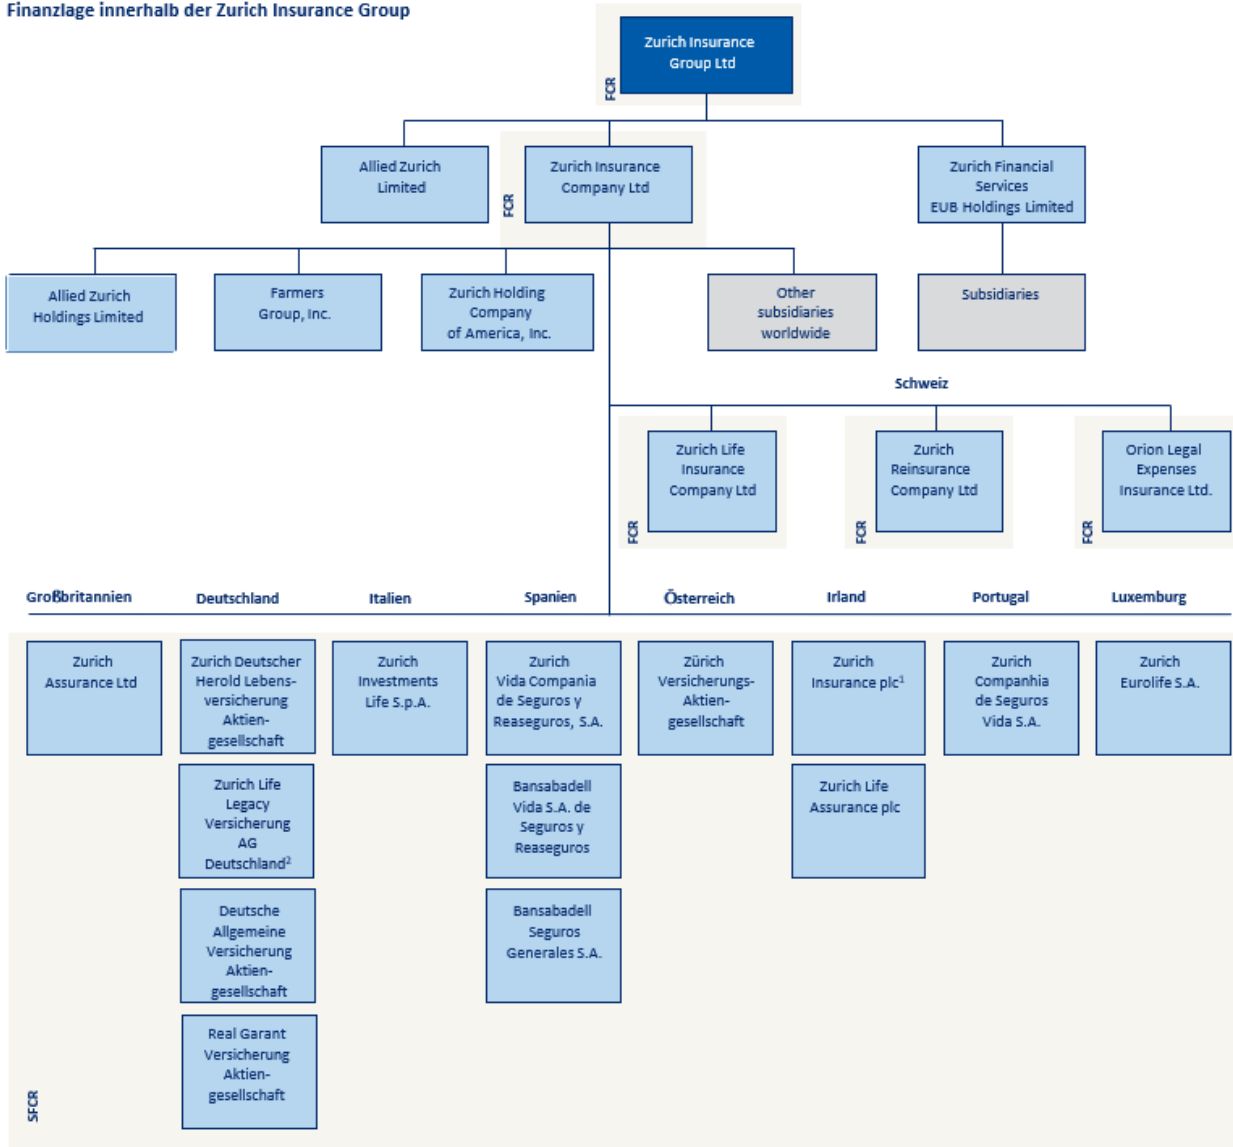 Finanzlage innerhalb der Zurich Insurance Group
Zurich Insurance
Group Ltd
FCR
Allied Zurich
Limited
Zurich Insurance
Company Ltd
FCR
Zurich Financial
Services
EUB Holdings Limited
Allied Zurich
Holdings Limited
Farmers
Group, Inc.
Zurich Holding
Company
of America, Inc.
Other
subsidiaries
worldwide
Subsidiaries
Schweiz
Zurich Life
Insurance
Company Ltd
FCR
Zurich
Reinsurance
Company Ltd
FCR
Orion Legal
Expenses
Insurance Ltd.
FCR
Großbritannien
Deutschland
Italien
Spanien
Österreich
Irland
Portugal
Luxemburg
Zurich
Assurance Ltd
Zurich Deutscher
Herold Lebens-
versicherung
Aktien-
gesellschaft
Zurich
Investments
Life S.p.A.
Zurich
Vida Compania
de Seguros y
Reaseguros, S.A.
Zürich
Versicherungs-
Aktien-
gesellschaft
Zurich
Insurance plc¹
Zurich
Companhia
de Seguros
Vida S.A.
Zurich
Eurolife S.A.
Zurich Life
Legacy
Versicherung
AG
Deutschland²
Bansabadell
Vida S.A. de
Seguros y
Reaseguros
Zurich Life
Assurance plc
Deutsche
Allgemeine
Versicherung
Aktien-
gesellschaft
Bansabadell
Seguros
Generales S.A.
Real Garant
Versicherung
Aktien-
gesellschaft
SFCR